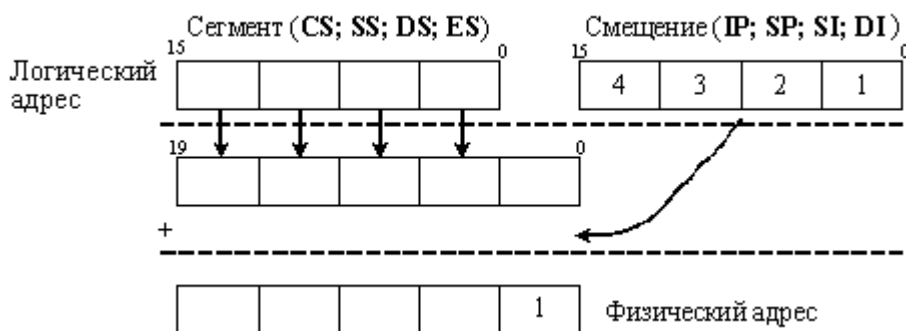 Сегмент (CS; SS; DS; ES) Смещение (IP; SP; SI; DI)
15 0 15 0
Логический адрес
4 3 2 1
19 0
+
1 Физический адрес